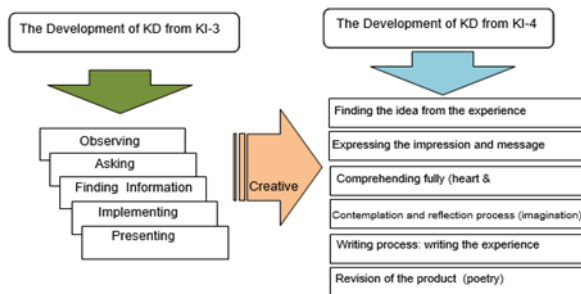 The Development of KD from KI-3
The Development of KD from KI-4
Observing
Asking
Finding Information
Implementing
Presenting
Creative
Finding the idea from the experience
Expressing the impression and message
Comprehending fully (heart &
Contemplation and reflection process (imagination)
Writing process: writing the experience
Revision of the product (poetry)